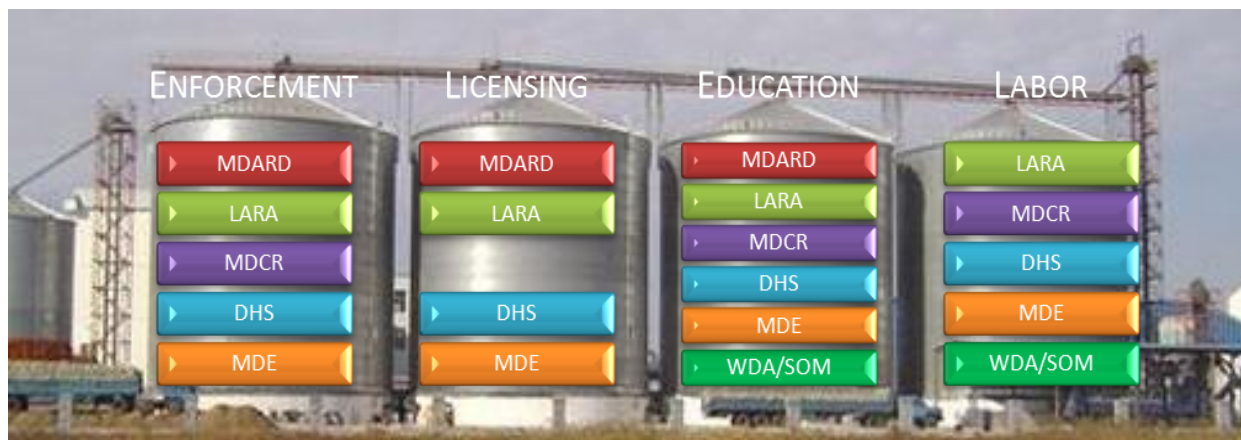 ENFORCEMENT
MDARD
LARA
MDCR
DHS
MDE
LICENSING
MDARD
LARA
DHS
MDE
EDUCATION
MDARD
LARA
MDCR
DHS
MDE
WDA/SOM
LABOR
LARA
MDCR
DHS
MDE
WDA/SOM